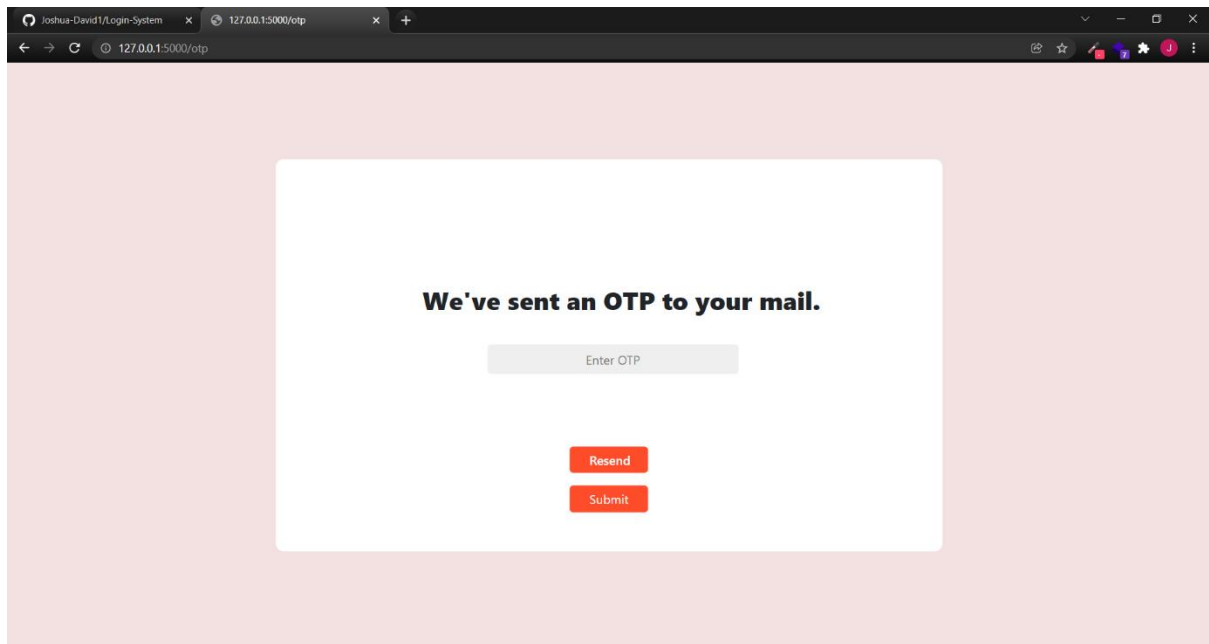 Joshua-David1/Login-System
127.0.0.1:5000/otp
127.0.0.1:5000/otp
7
J
We've sent an OTP to your mail.
Enter OTP
Resend
Submit